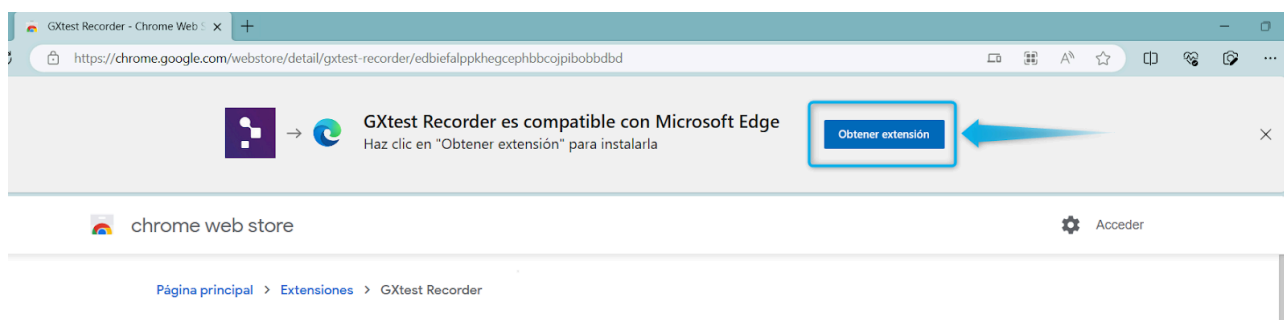 GXtest Recorder - Chrome Web S
https://chrome.google.com/webstore/detail/gxtest-recorder/edbiefalppkhegcephbbcojpibobbdbd
GXtest Recorder es compatible con Microsoft Edge
Haz clic en "Obtener extensión" para instalarla
Obtener extensión
chrome web store
Acceder
Página principal > Extensiones > GXtest Recorder